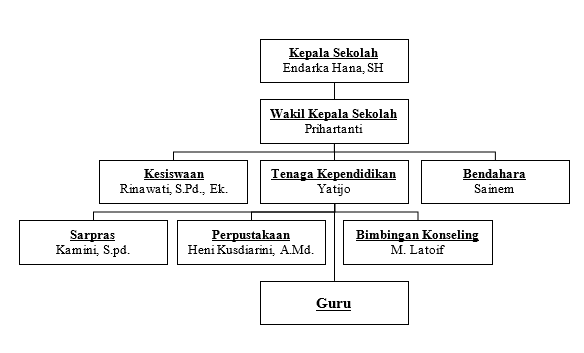 Kepala Sekolah
Endarka Hana, SH
Wakil Kepala Sekolah
Prihartanti
Kesiswaan
Rinawati, S.Pd., Ek.
Tenaga Kependidikan
Yatijo
Bendahara
Sainem
Sarpras
Kamini, S.pd.
Perpustakaan
Heni Kusdiarini, A.Md.
Bimbingan Konseling
M. Latoif
Guru